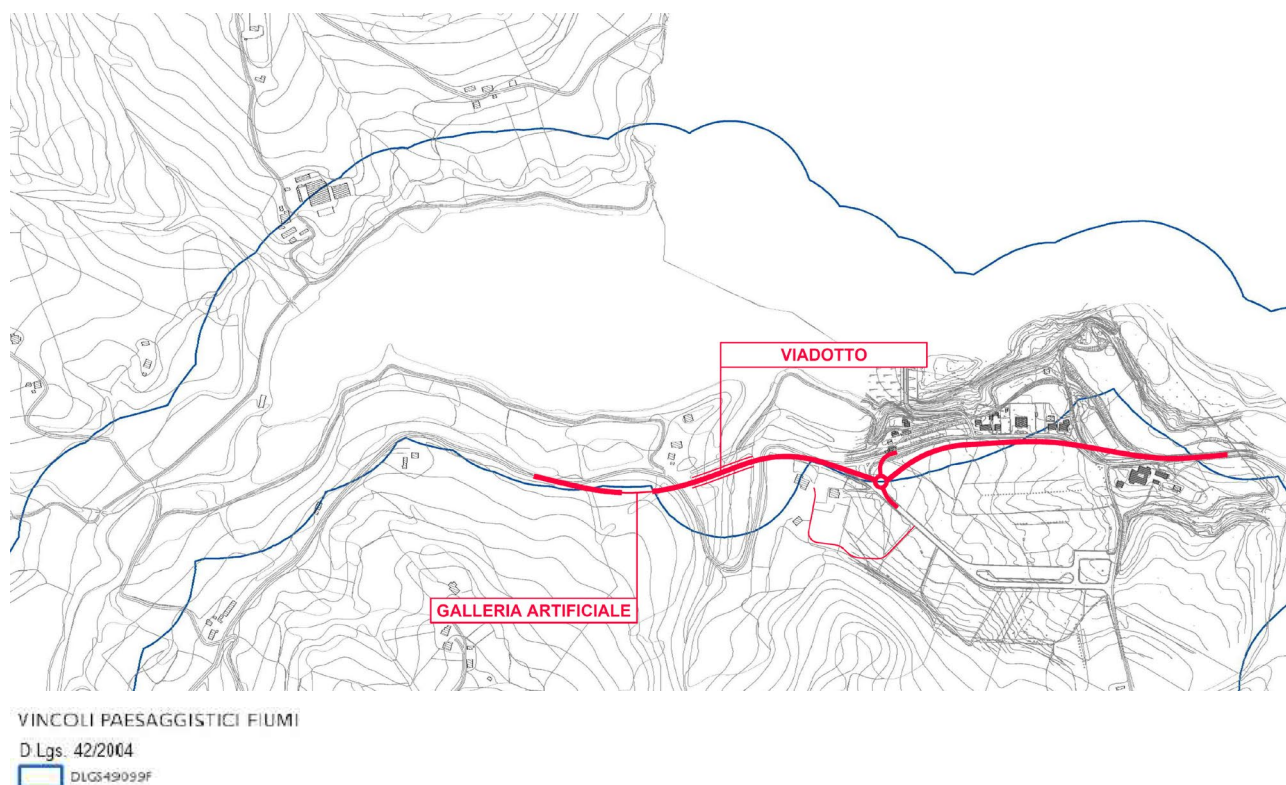 VIADOTTO
GALLERIA ARTIFICIALE
VINCOLI PAESAGGISTICI FIUMI
D.Lgs. 42/2004
DLGS49099F